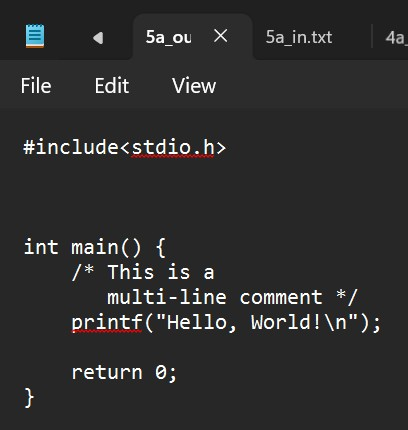 5a_ou
5a_in.txt
4a_
File Edit View
#include<stdio.h>
int main() {
/* This is a
multi-line comment */
printf("Hello, World!\n");
return 0;
}